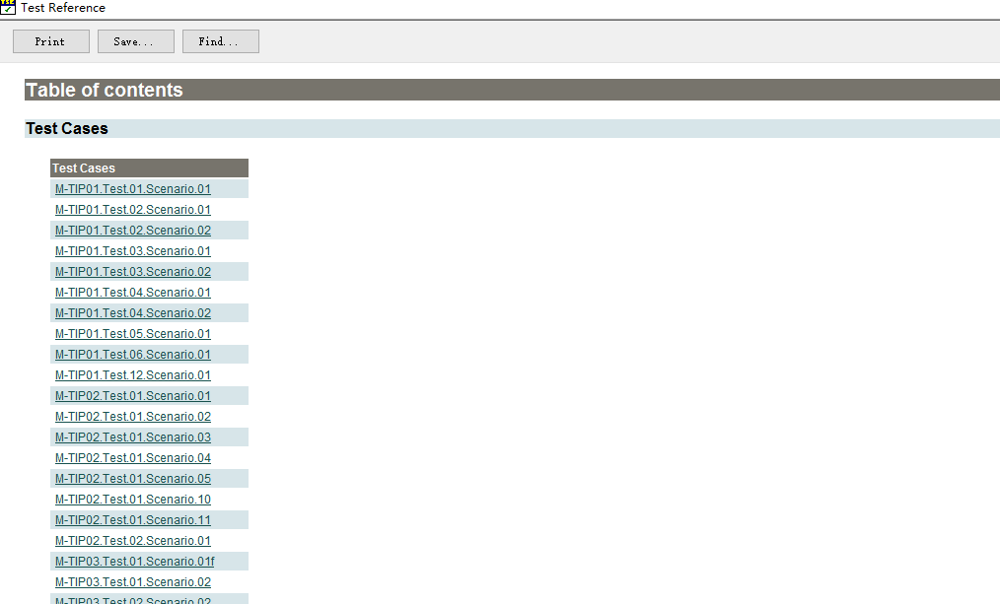 Test Reference
Print Save... Find...
Table of contents
Test Cases
Test Cases
M-TIP01.Test.01.Scenario.01
M-TIP01.Test.02.Scenario.01
M-TIP01.Test.02.Scenario.02
M-TIP01.Test.03.Scenario.01
M-TIP01.Test.03.Scenario.02
M-TIP01.Test.04.Scenario.01
M-TIP01.Test.04.Scenario.02
M-TIP01.Test.05.Scenario.01
M-TIP01.Test.06.Scenario.01
M-TIP01.Test.12.Scenario.01
M-TIP02.Test.01.Scenario.01
M-TIP02.Test.01.Scenario.02
M-TIP02.Test.01.Scenario.03
M-TIP02.Test.01.Scenario.04
M-TIP02.Test.01.Scenario.05
M-TIP02.Test.01.Scenario.10
M-TIP02.Test.01.Scenario.11
M-TIP02.Test.02.Scenario.01
M-TIP03.Test.01.Scenario.01f
M-TIP03.Test.01.Scenario.02
M-TIP03.Test.02.Scenario.02